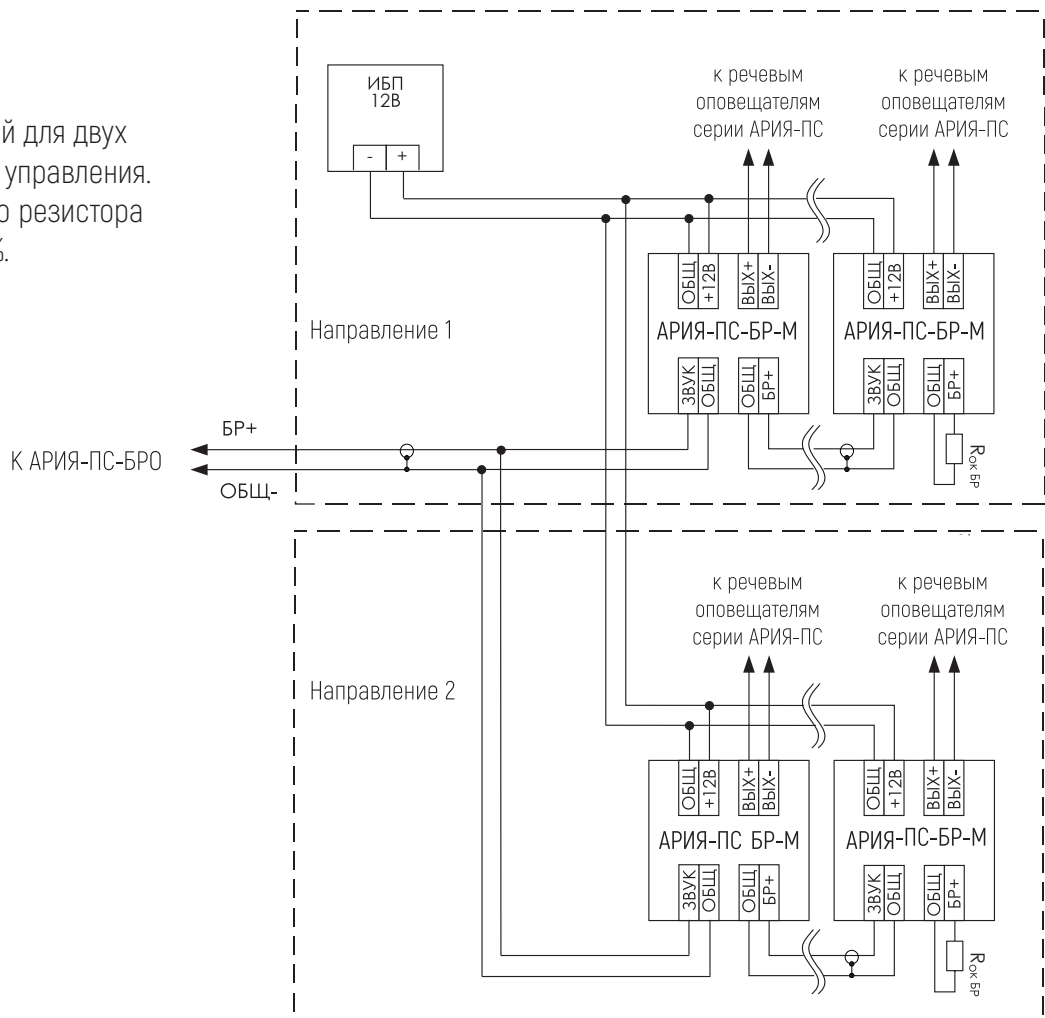 й для двух
управления.
о резистора
%.
ИБП
12В
- +
к речевым
оповещателям
серии АРИЯ-ПС
к речевым
оповещателям
серии АРИЯ-ПС
ОБЩ +12В ВЫХ+ ВЫХ-
ОБЩ +12В ВЫХ+ ВЫХ-
Направление 1
АРИЯ-ПС-БР-М
АРИЯ-ПС-БР-М
ЗВУК ОБЩ ОБЩ БР+
ЗВУК ОБЩ ОБЩ БР+
БР+
К АРИЯ-ПС-БРО
ОБЩ-
Rок БР
к речевым
оповещателям
серии АРИЯ-ПС
к речевым
оповещателям
серии АРИЯ-ПС
Направление 2
ОБЩ +12В ВЫХ+ ВЫХ-
ОБЩ +12В ВЫХ+ ВЫХ-
АРИЯ-ПС БР-М
АРИЯ-ПС-БР-М
ЗВУК ОБЩ ОБЩ БР+
ЗВУК ОБЩ ОБЩ БР+
Rок БР